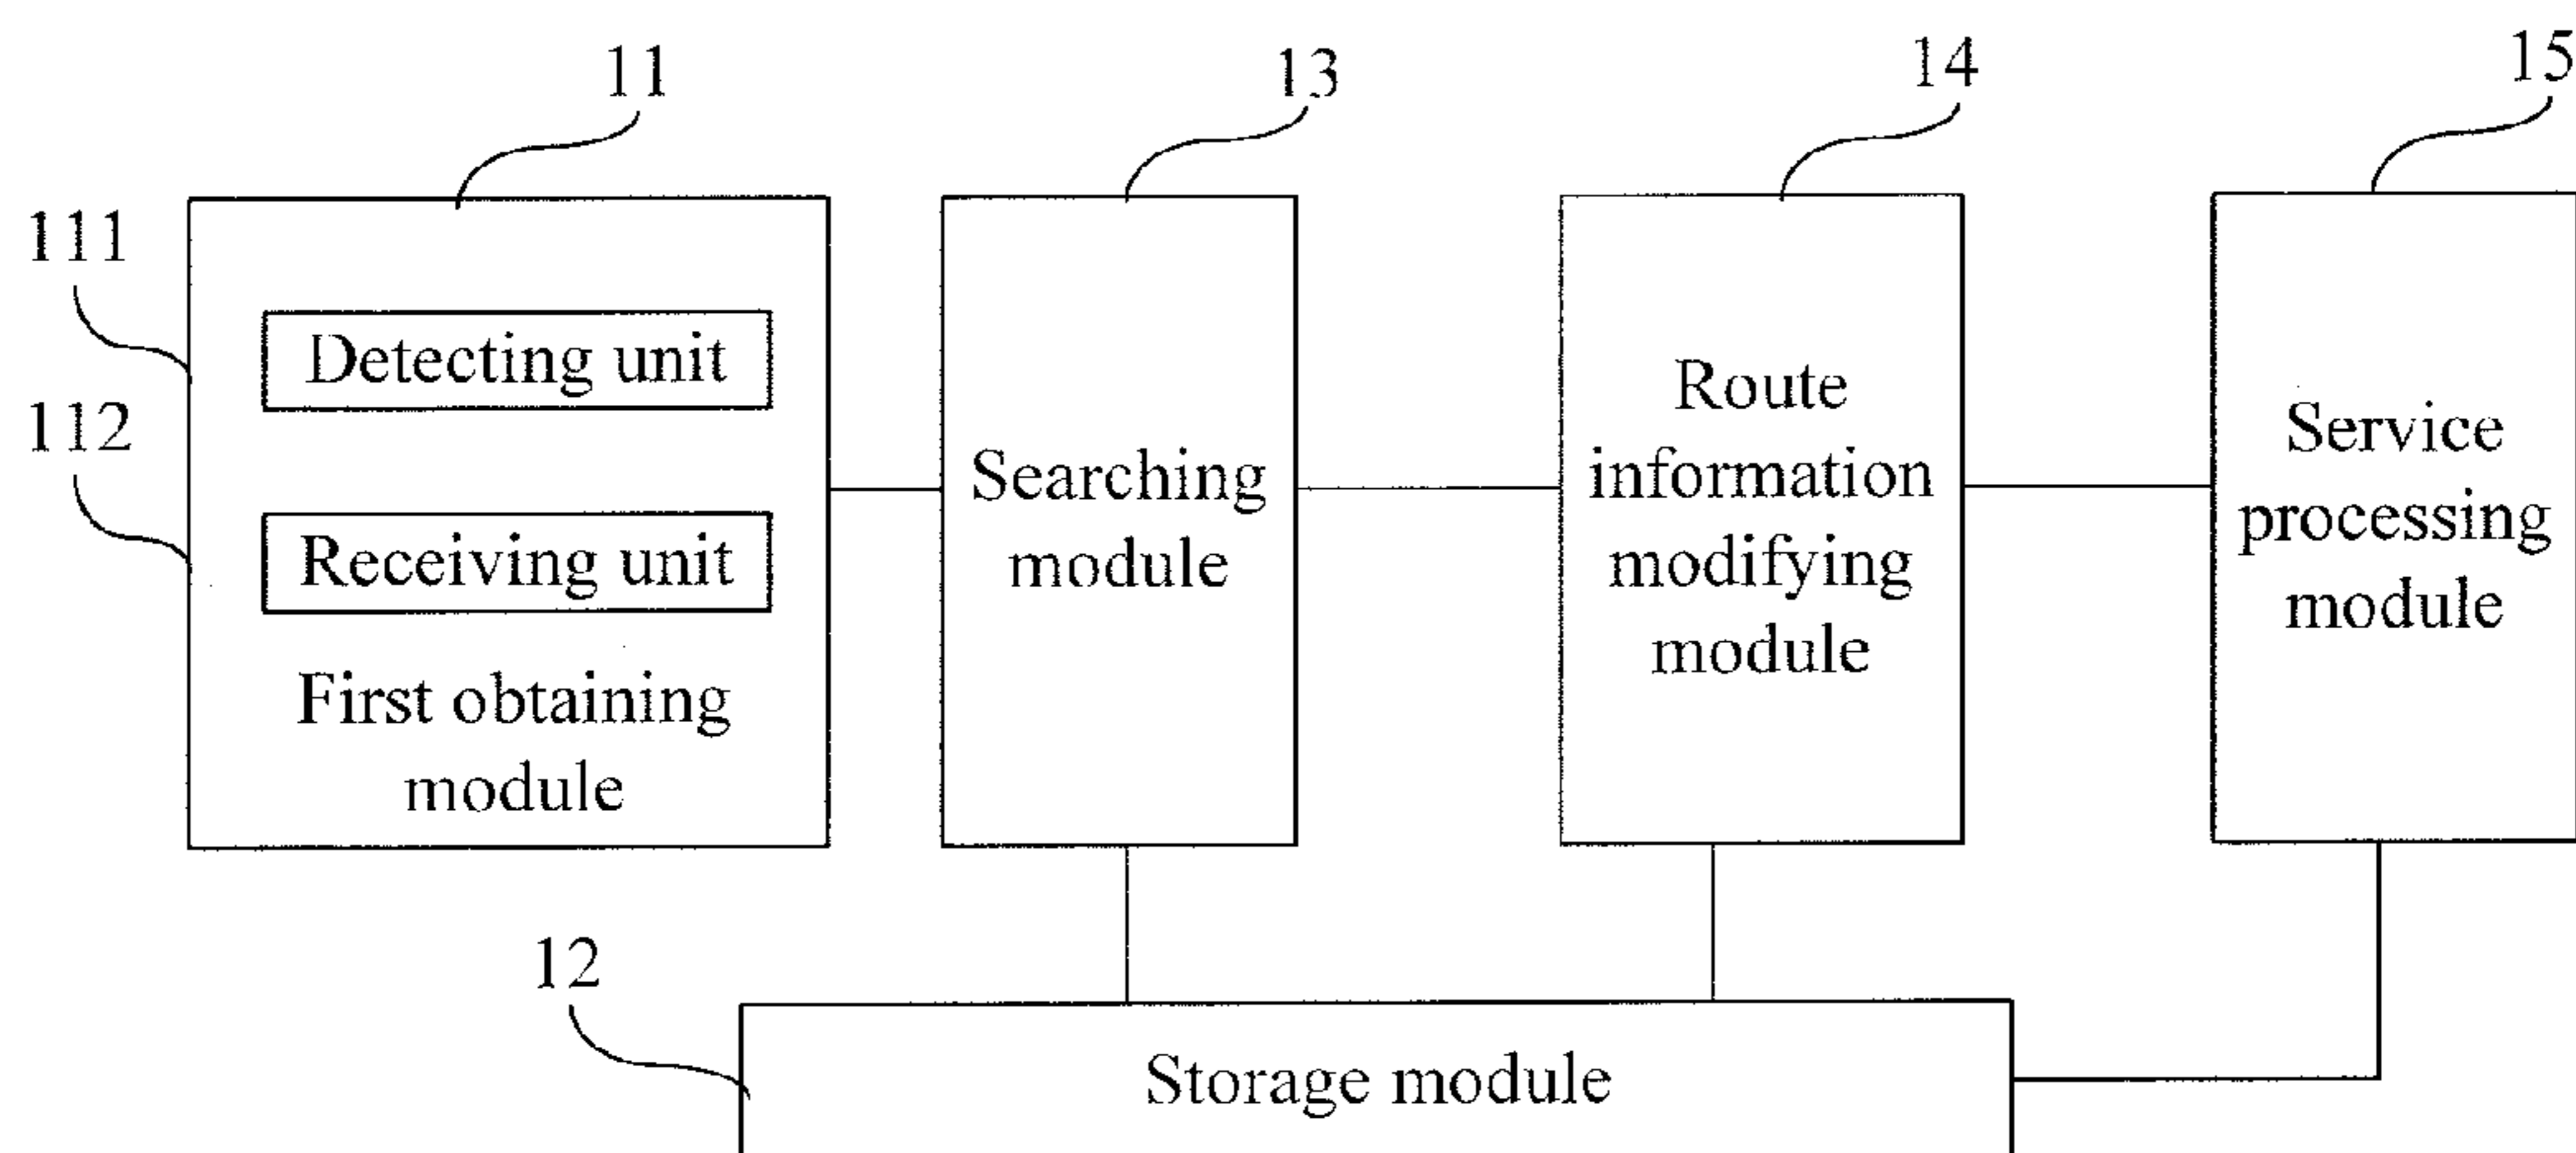 11
13
14
15
111
112
Detecting unit
Receiving unit
First obtaining
module
Searching
module
Route
information
modifying
module
Service
processing
module
12
Storage module